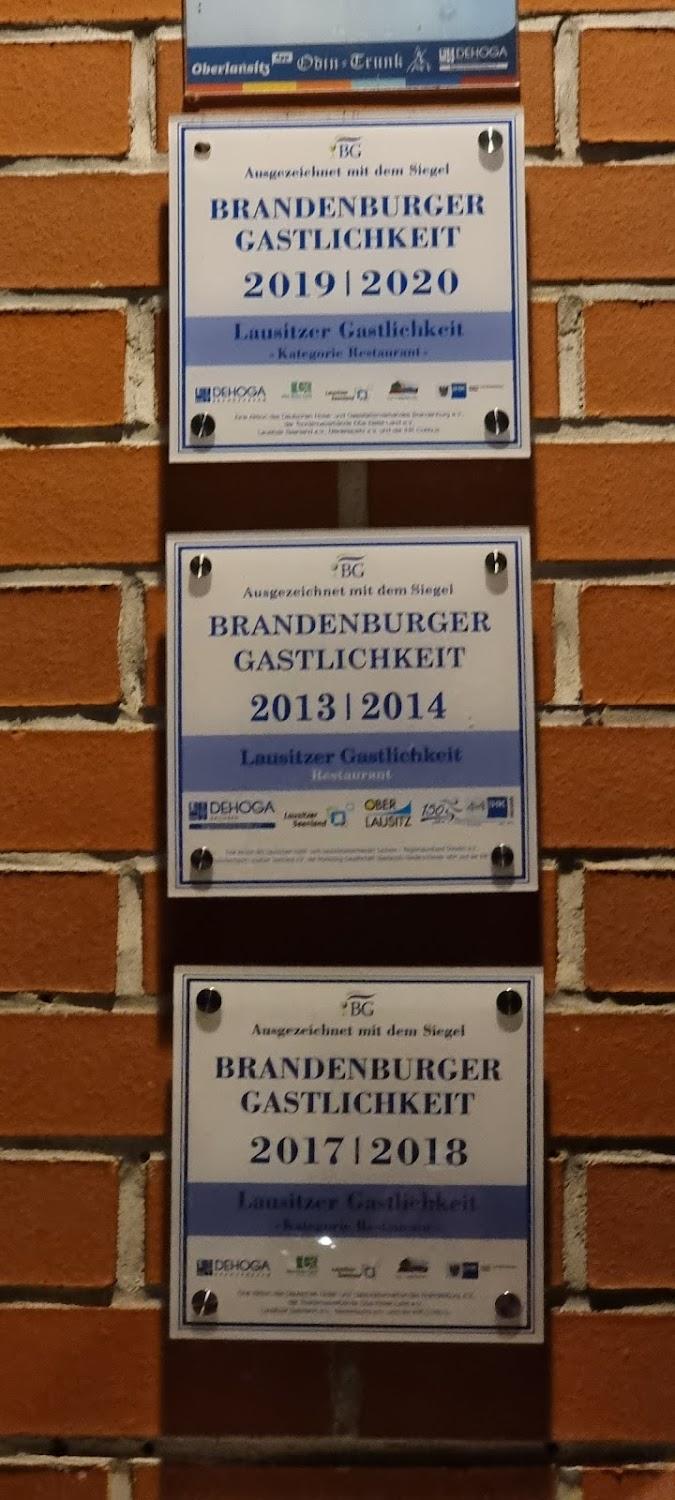 Oberlausitz Odin-Trunk DEHOGA
BG
Ausgezeichnet mit dem Siegel
BRANDENBURGER
GASTLICHKEIT
2019 | 2020
Lausitzer Gastlichkeit
- Kategorie Restaurant -
DEHOGA
BG
Ausgezeichnet mit dem Siegel
BRANDENBURGER
GASTLICHKEIT
2013 | 2014
Lausitzer Gastlichkeit
Restaurant
DEHOGA Lausitzer Seenland OBER LAUSITZ IHK
BG
Ausgezeichnet mit dem Siegel
BRANDENBURGER
GASTLICHKEIT
2017 | 2018
Lausitzer Gastlichkeit
- Kategorie Restaurant -
DEHOGA